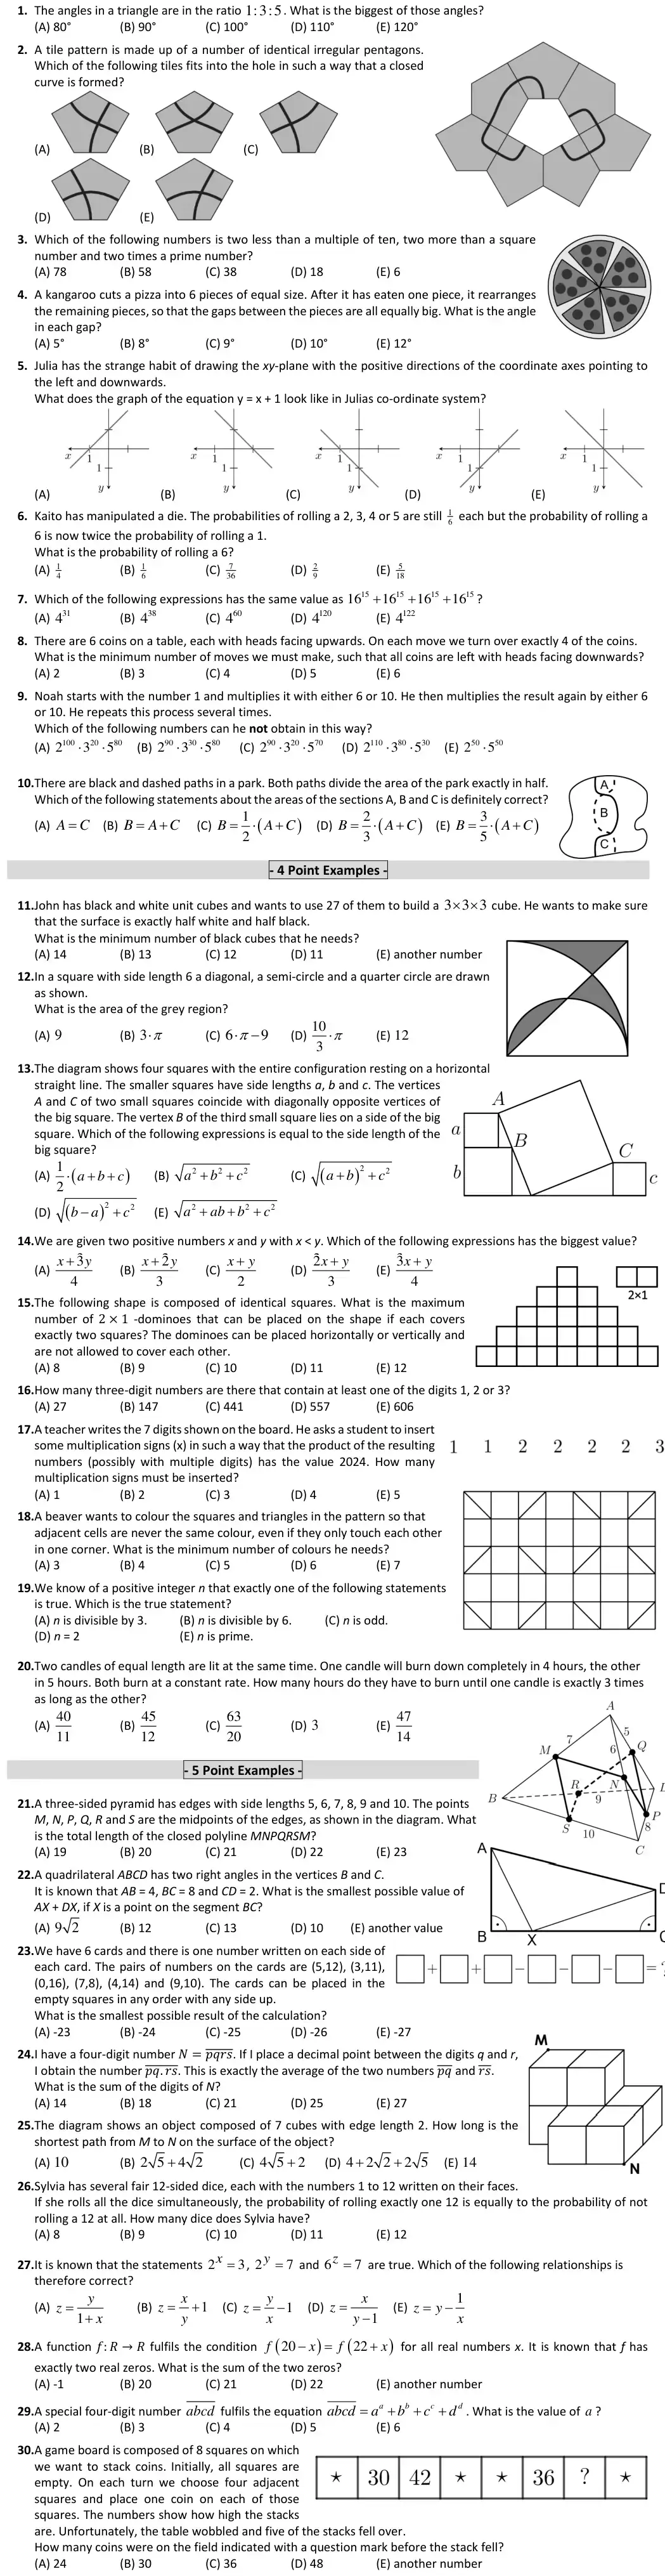 1. The angles in a triangle are in the ratio 1:3:5. What is the biggest of those angles?
(A) 80° (B) 90° (C) 100° (D) 110° (E) 120°
2. A tile pattern is made up of a number of identical irregular pentagons.
Which of the following tiles fits into the hole in such a way that a closed
curve is formed?
(A) (B) (C)
(D) (E)
3. Which of the following numbers is two less than a multiple of ten, two more than a square
number and two times a prime number?
(A) 78 (B) 58 (C) 38 (D) 18 (E) 6
4. A kangaroo cuts a pizza into 6 pieces of equal size. After it has eaten one piece, it rearranges
the remaining pieces, so that the gaps between the pieces are all equally big. What is the angle
in each gap?
(A) 5° (B) 8° (C) 9° (D) 10° (E) 12°
5. Julia has the strange habit of drawing the xy-plane with the positive directions of the coordinate axes pointing to
the left and downwards.
What does the graph of the equation y = x + 1 look like in Julias co-ordinate system?
x 1 1 y x 1 1 y x 1 1 y x 1 1 y x 1 1 y
(A) (B) (C) (D) (E)
6. Kaito has manipulated a die. The probabilities of rolling a 2, 3, 4 or 5 are still 1/6 each but the probability of rolling a
6 is now twice the probability of rolling a 1.
What is the probability of rolling a 6?
(A) 1/4 (B) 1/6 (C) 7/36 (D) 2/9 (E) 5/18
7. Which of the following expressions has the same value as 16¹⁵ +16¹⁵ +16¹⁵ +16¹⁵ ?
(A) 4³¹ (B) 4³⁸ (C) 4⁶⁰ (D) 4¹²⁰ (E) 4¹²²
8. There are 6 coins on a table, each with heads facing upwards. On each move we turn over exactly 4 of the coins.
What is the minimum number of moves we must make, such that all coins are left with heads facing downwards?
(A) 2 (B) 3 (C) 4 (D) 5 (E) 6
9. Noah starts with the number 1 and multiplies it with either 6 or 10. He then multiplies the result again by either 6
or 10. He repeats this process several times.
Which of the following numbers can he not obtain in this way?
(A) 2¹⁰⁰ · 3²⁰ · 5⁸⁰ (B) 2⁹⁰ · 3³⁰ · 5⁸⁰ (C) 2⁹⁰ · 3²⁰ · 5⁷⁰ (D) 2¹¹⁰ · 3⁸⁰ · 5³⁰ (E) 2⁵⁰ · 5⁵⁰
10.There are black and dashed paths in a park. Both paths divide the area of the park exactly in half.
Which of the following statements about the areas of the sections A, B and C is definitely correct?
(A) A = C (B) B = A + C (C) B = 1/2 · (A + C) (D) B = 2/3 · (A + C) (E) B = 3/5 · (A + C)
A
B
C
- 4 Point Examples -
11.John has black and white unit cubes and wants to use 27 of them to build a 3×3×3 cube. He wants to make sure
that the surface is exactly half white and half black.
What is the minimum number of black cubes that he needs?
(A) 14 (B) 13 (C) 12 (D) 11 (E) another number
12.In a square with side length 6 a diagonal, a semi-circle and a quarter circle are drawn
as shown.
What is the area of the grey region?
(A) 9 (B) 3·π (C) 6·π−9 (D) 10/3·π (E) 12
13.The diagram shows four squares with the entire configuration resting on a horizontal
straight line. The smaller squares have side lengths a, b and c. The vertices
A and C of two small squares coincide with diagonally opposite vertices of
the big square. The vertex B of the third small square lies on a side of the big
square. Which of the following expressions is equal to the side length of the
big square?
(A) 1/2·(a+b+c) (B) √(a²+b²+c²) (C) √((a+b)²+c²)
(D) √((b−a)²+c²) (E) √(a²+ab+b²+c²)
A
a B
C
b c
14.We are given two positive numbers x and y with x < y. Which of the following expressions has the biggest value?
(A) (x+3y)/4 (B) (x+2y)/3 (C) (x+y)/2 (D) (2x+y)/3 (E) (3x+y)/4
15.The following shape is composed of identical squares. What is the maximum
number of 2 × 1 -dominoes that can be placed on the shape if each covers
exactly two squares? The dominoes can be placed horizontally or vertically and
are not allowed to cover each other.
(A) 8 (B) 9 (C) 10 (D) 11 (E) 12
2×1
16.How many three-digit numbers are there that contain at least one of the digits 1, 2 or 3?
(A) 27 (B) 147 (C) 441 (D) 557 (E) 606
17.A teacher writes the 7 digits shown on the board. He asks a student to insert
some multiplication signs (x) in such a way that the product of the resulting
numbers (possibly with multiple digits) has the value 2024. How many
multiplication signs must be inserted?
(A) 1 (B) 2 (C) 3 (D) 4 (E) 5
1 1 2 2 2 2 3
18.A beaver wants to colour the squares and triangles in the pattern so that
adjacent cells are never the same colour, even if they only touch each other
in one corner. What is the minimum number of colours he needs?
(A) 3 (B) 4 (C) 5 (D) 6 (E) 7
19.We know of a positive integer n that exactly one of the following statements
is true. Which is the true statement?
(A) n is divisible by 3. (B) n is divisible by 6. (C) n is odd.
(D) n = 2 (E) n is prime.
20.Two candles of equal length are lit at the same time. One candle will burn down completely in 4 hours, the other
in 5 hours. Both burn at a constant rate. How many hours do they have to burn until one candle is exactly 3 times
as long as the other?
(A) 40/11 (B) 45/12 (C) 63/20 (D) 3 (E) 47/14
- 5 Point Examples -
21.A three-sided pyramid has edges with side lengths 5, 6, 7, 8, 9 and 10. The points
M, N, P, Q, R and S are the midpoints of the edges, as shown in the diagram. What
is the total length of the closed polyline MNPQRSM?
(A) 19 (B) 20 (C) 21 (D) 22 (E) 23
A
7 5
M 6 Q
R N
B 9
P
S 10 8
C
22.A quadrilateral ABCD has two right angles in the vertices B and C.
It is known that AB = 4, BC = 8 and CD = 2. What is the smallest possible value of
AX + DX, if X is a point on the segment BC?
(A) 9√2 (B) 12 (C) 13 (D) 10 (E) another value
A
B X
23.We have 6 cards and there is one number written on each side of
each card. The pairs of numbers on the cards are (5,12), (3,11),
(0,16), (7,8), (4,14) and (9,10). The cards can be placed in the
empty squares in any order with any side up.
What is the smallest possible result of the calculation?
(A) -23 (B) -24 (C) -25 (D) -26 (E) -27
+ + − − − =
24.I have a four-digit number N = pqrs. If I place a decimal point between the digits q and r,
I obtain the number pq.rs. This is exactly the average of the two numbers pq and rs.
What is the sum of the digits of N?
(A) 14 (B) 18 (C) 21 (D) 25 (E) 27
25.The diagram shows an object composed of 7 cubes with edge length 2. How long is the
shortest path from M to N on the surface of the object?
(A) 10 (B) 2√5+4√2 (C) 4√5+2 (D) 4+2√2+2√5 (E) 14
M
N
26.Sylvia has several fair 12-sided dice, each with the numbers 1 to 12 written on their faces.
If she rolls all the dice simultaneously, the probability of rolling exactly one 12 is equally to the probability of not
rolling a 12 at all. How many dice does Sylvia have?
(A) 8 (B) 9 (C) 10 (D) 11 (E) 12
27.It is known that the statements 2ˣ = 3, 2ʸ = 7 and 6ᶻ = 7 are true. Which of the following relationships is
therefore correct?
(A) z = y/(1+x) (B) z = x/y + 1 (C) z = y/x − 1 (D) z = x/(y−1) (E) z = y − 1/x
28.A function f : R → R fulfils the condition f(20−x) = f(22+x) for all real numbers x. It is known that f has
exactly two real zeros. What is the sum of the two zeros?
(A) -1 (B) 20 (C) 21 (D) 22 (E) another number
29.A special four-digit number abcd fulfils the equation abcd = aᵃ + bᵇ + cᶜ + dᵈ. What is the value of a ?
(A) 2 (B) 3 (C) 4 (D) 5 (E) 6
30.A game board is composed of 8 squares on which
we want to stack coins. Initially, all squares are
empty. On each turn we choose four adjacent
squares and place one coin on each of those
squares. The numbers show how high the stacks
are. Unfortunately, the table wobbled and five of the stacks fell over.
How many coins were on the field indicated with a question mark before the stack fell?
(A) 24 (B) 30 (C) 36 (D) 48 (E) another number
⋆ 30 42 ⋆ ⋆ 36 ? ⋆